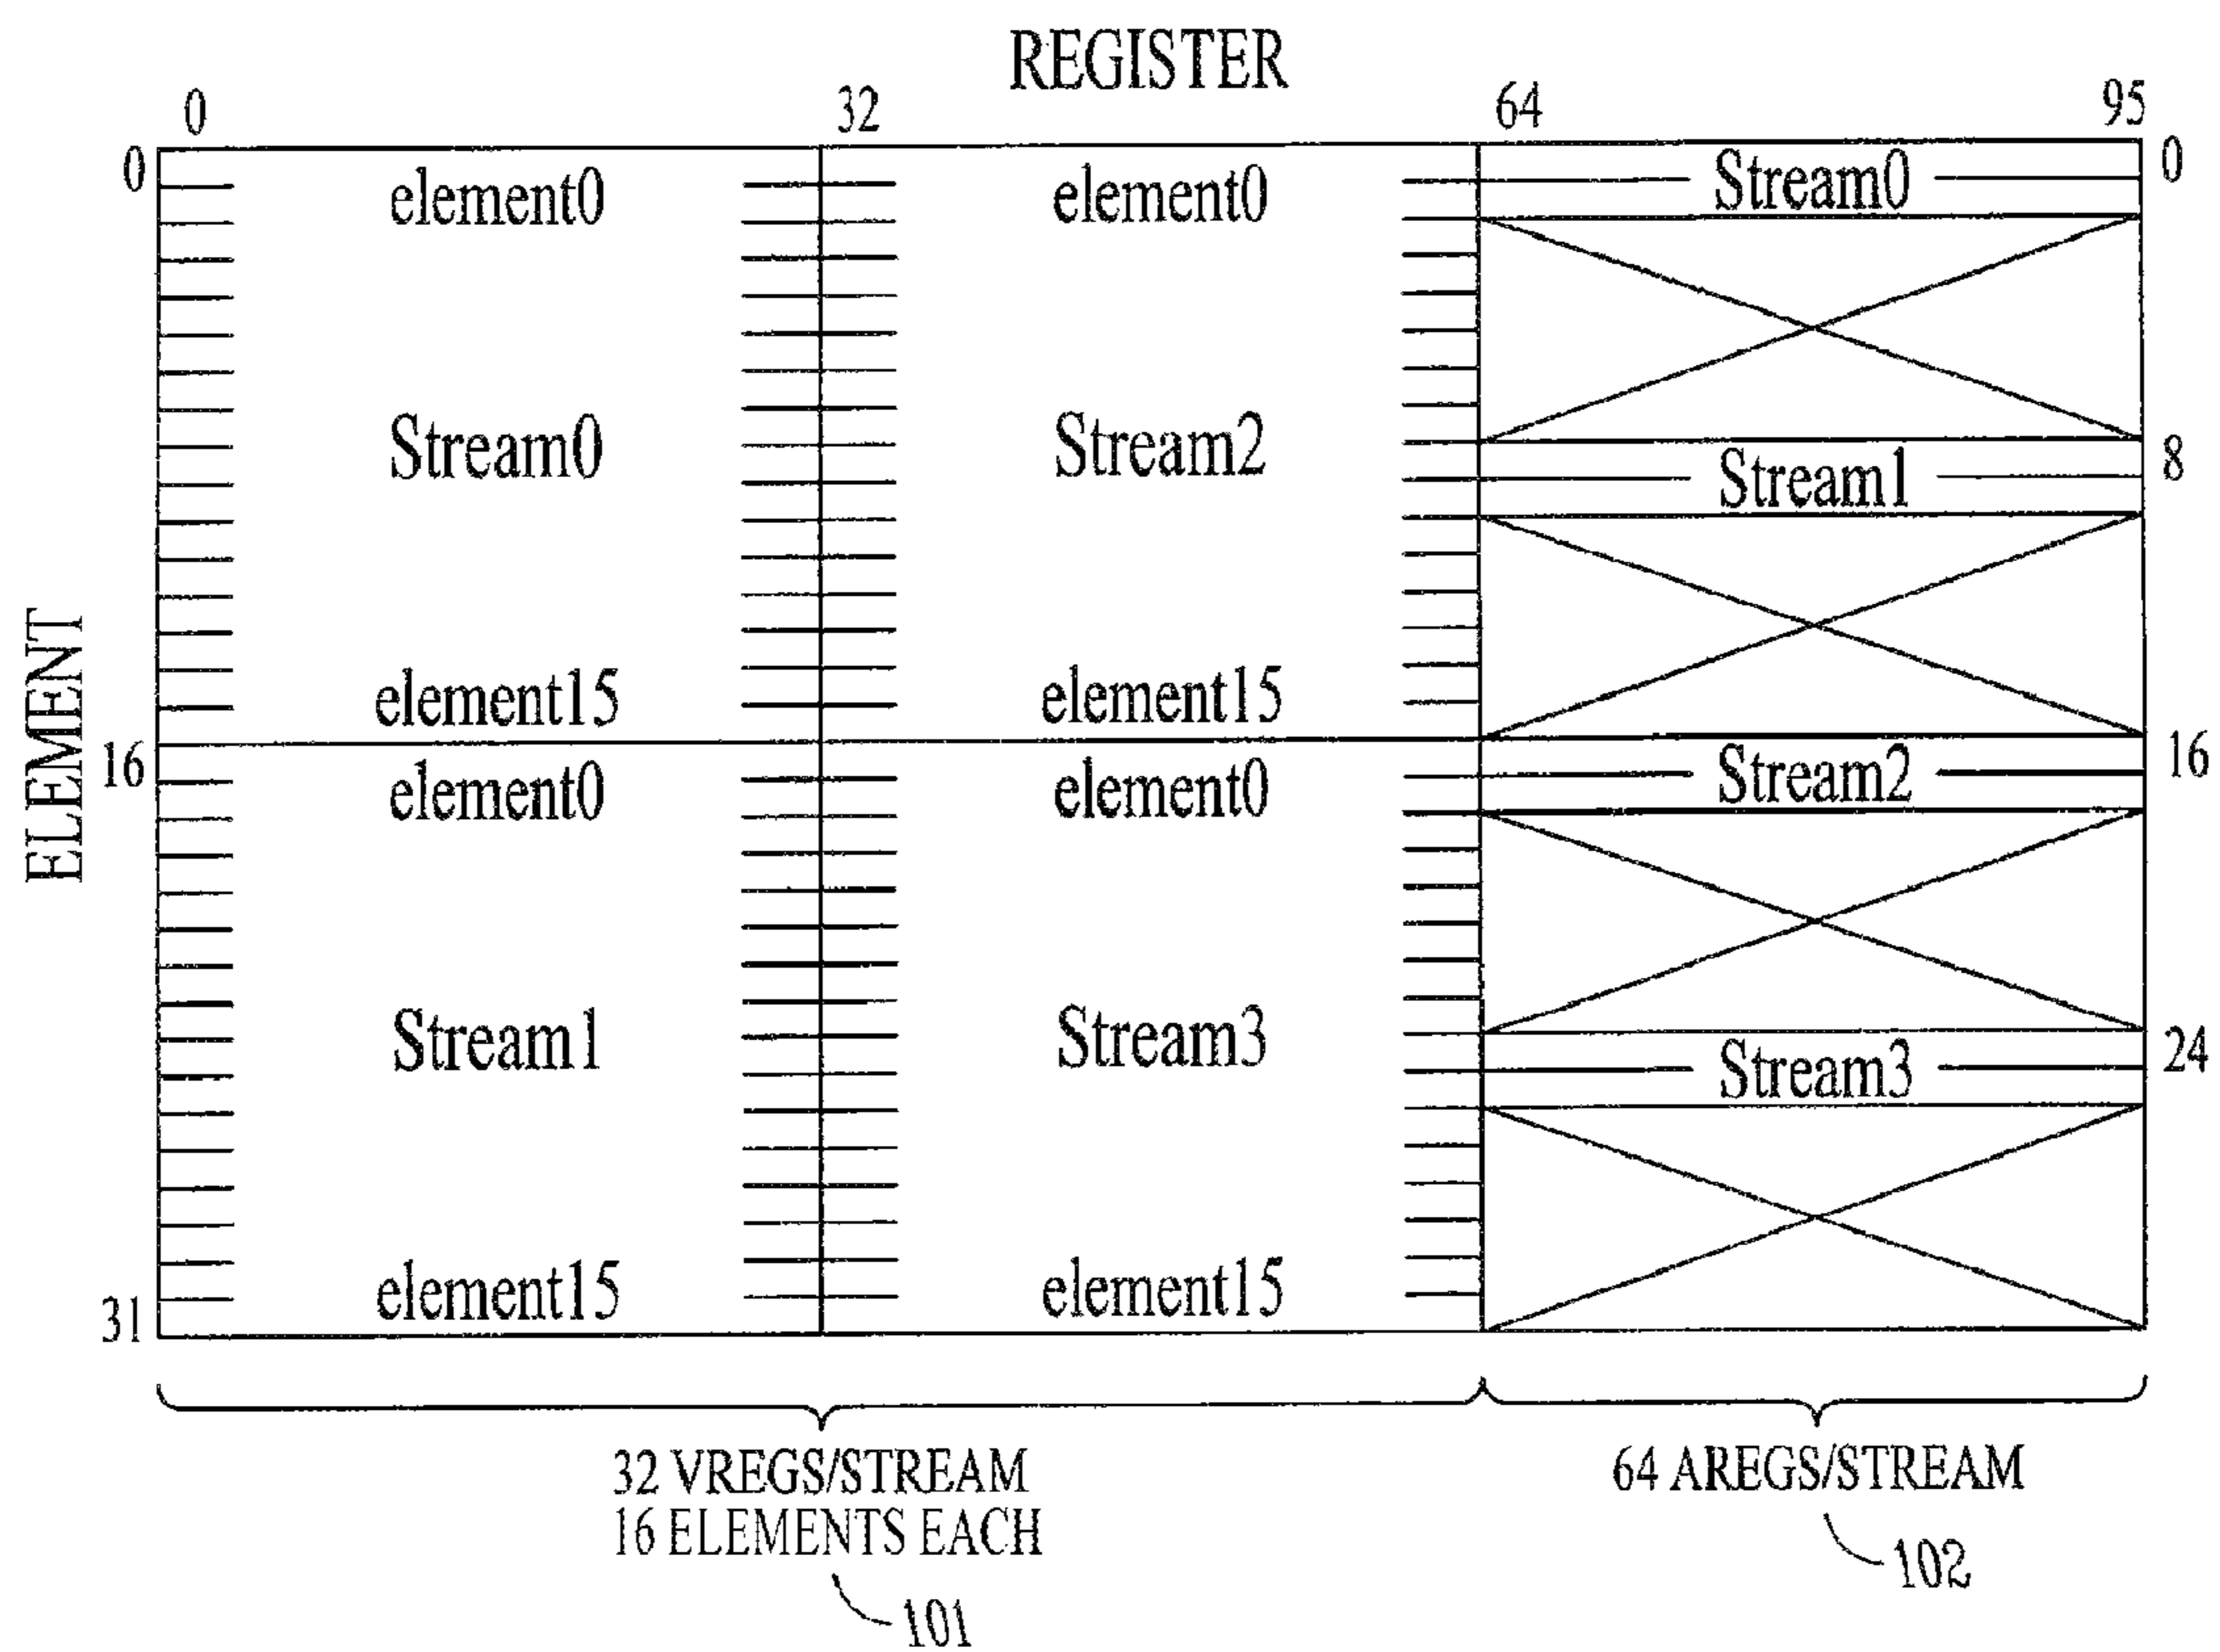 REGISTER
0 32 64 95
0 element0 element0 Stream0 0
Stream0 Stream2 Stream1 8
element15 element15
ELEMENT
16 element0 element0 Stream2 16
Stream1 Stream3 Stream3 24
31 element15 element15
32 VREGS/STREAM 64 AREGS/STREAM
16 ELEMENTS EACH 102
101